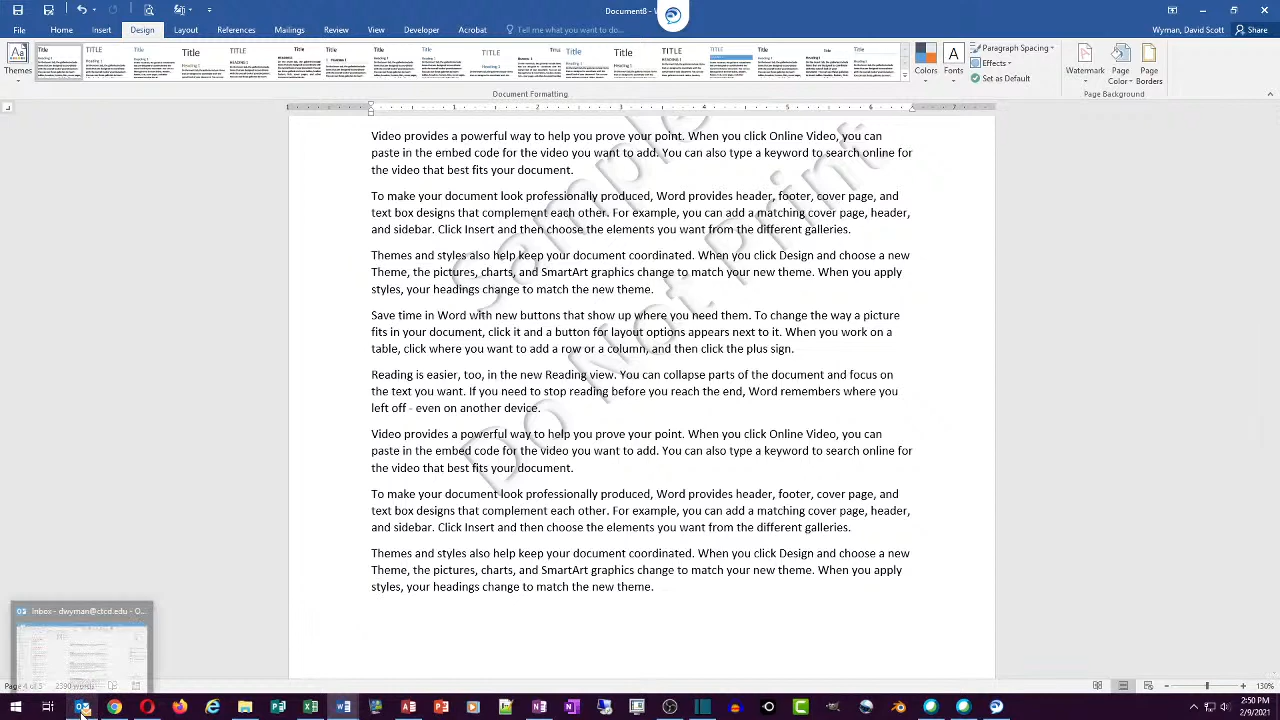 Document8 - W
Wyman, David Scott
Share
File Home Insert Design Layout References Mailings Review View Developer Acrobat Tell me what you want to do...
Themes
Colors
Fonts
Paragraph Spacing
Effects
Set as Default
Watermark
Page Color
Page Borders
Document Formatting
Page Background
Sample
Do Not Print
Video provides a powerful way to help you prove your point. When you click Online Video, you can
paste in the embed code for the video you want to add. You can also type a keyword to search online for
the video that best fits your document.
To make your document look professionally produced, Word provides header, footer, cover page, and
text box designs that complement each other. For example, you can add a matching cover page, header,
and sidebar. Click Insert and then choose the elements you want from the different galleries.
Themes and styles also help keep your document coordinated. When you click Design and choose a new
Theme, the pictures, charts, and SmartArt graphics change to match your new theme. When you apply
styles, your headings change to match the new theme.
Save time in Word with new buttons that show up where you need them. To change the way a picture
fits in your document, click it and a button for layout options appears next to it. When you work on a
table, click where you want to add a row or a column, and then click the plus sign.
Reading is easier, too, in the new Reading view. You can collapse parts of the document and focus on
the text you want. If you need to stop reading before you reach the end, Word remembers where you
left off - even on another device.
Video provides a powerful way to help you prove your point. When you click Online Video, you can
paste in the embed code for the video you want to add. You can also type a keyword to search online for
the video that best fits your document.
To make your document look professionally produced, Word provides header, footer, cover page, and
text box designs that complement each other. For example, you can add a matching cover page, header,
and sidebar. Click Insert and then choose the elements you want from the different galleries.
Themes and styles also help keep your document coordinated. When you click Design and choose a new
Theme, the pictures, charts, and SmartArt graphics change to match your new theme. When you apply
styles, your headings change to match the new theme.
Inbox - dwyman@ctcd.edu - O...
Page 4 of 5 2390 words
130%
2:50 PM
2/9/2021